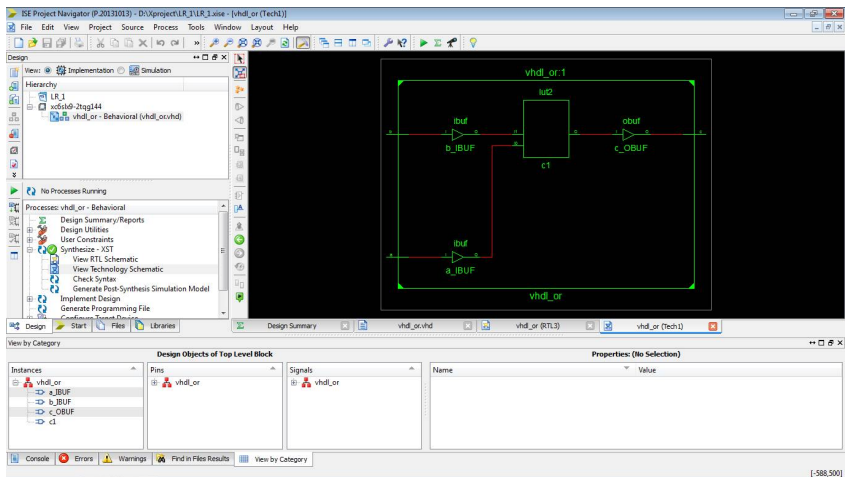 ISE Project Navigator (P.20131013) - D:\Xproject\LR_1\LR_1.xise - [vhdl_or (Tech1)]
File Edit View Project Source Process Tools Window Layout Help
Design
View: Implementation Simulation
Hierarchy
LR_1
xc6slx9-2tqg144
vhdl_or - Behavioral (vhdl_or.vhd)
No Processes Running
Processes: vhdl_or - Behavioral
Design Summary/Reports
Design Utilities
User Constraints
Synthesize - XST
View RTL Schematic
View Technology Schematic
Check Syntax
Generate Post-Synthesis Simulation Model
Implement Design
Generate Programming File
Configure Target Device
vhdl_or:1
lut2
ibuf
obuf
b_IBUF
c_OBUF
c1
ibuf
a_IBUF
vhdl_or
Design Start Files Libraries
Design Summary vhdl_or.vhd vhdl_or (RTL3) vhdl_or (Tech1)
View by Category
Design Objects of Top Level Block Properties: (No Selection)
Instances Pins Signals Name Value
vhdl_or vhdl_or vhdl_or
a_IBUF
b_IBUF
c_OBUF
c1
Console Errors Warnings Find in Files Results View by Category
[-588,500]